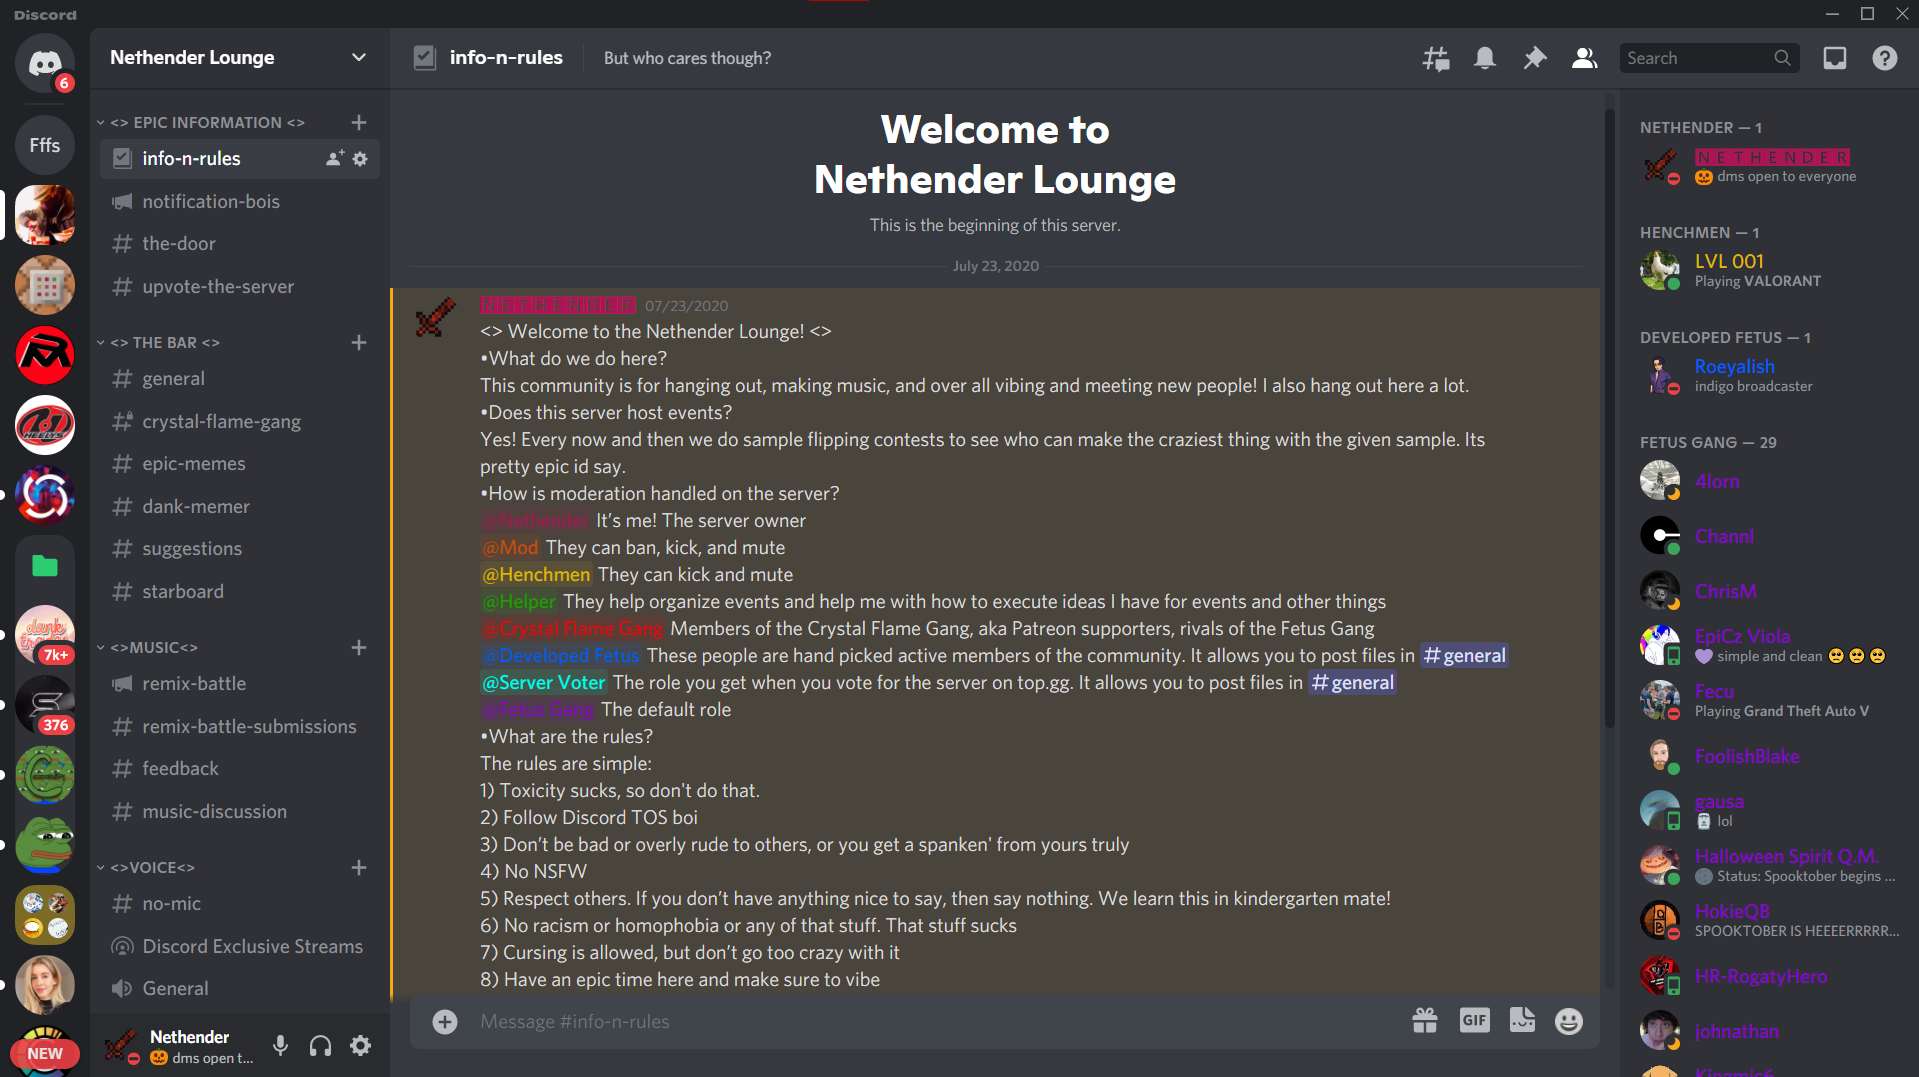 Discord
6
Fffs
7k+
376
NEW
Nethender Lounge
<> EPIC INFORMATION <>
info-n-rules
notification-bois
the-door
upvote-the-server
<> THE BAR <>
general
crystal-flame-gang
epic-memes
dank-memer
suggestions
starboard
<>MUSIC<>
remix-battle
remix-battle-submissions
feedback
music-discussion
<>VOICE<>
no-mic
Discord Exclusive Streams
General
Nethender
dms open t...
info-n-rules
But who cares though?
Search
Welcome to
Nethender Lounge
This is the beginning of this server.
July 23, 2020
NETHENDER 07/23/2020
<> Welcome to the Nethender Lounge! <>
•What do we do here?
This community is for hanging out, making music, and over all vibing and meeting new people! I also hang out here a lot.
•Does this server host events?
Yes! Every now and then we do sample flipping contests to see who can make the craziest thing with the given sample. Its
pretty epic id say.
•How is moderation handled on the server?
@Nethender It's me! The server owner
@Mod They can ban, kick, and mute
@Henchmen They can kick and mute
@Helper They help organize events and help me with how to execute ideas I have for events and other things
@Crystal Flame Gang Members of the Crystal Flame Gang, aka Patreon supporters, rivals of the Fetus Gang
@Developed Fetus These people are hand picked active members of the community. It allows you to post files in #general
@Server Voter The role you get when you vote for the server on top.gg. It allows you to post files in #general
@Fetus Gang The default role
•What are the rules?
The rules are simple:
1) Toxicity sucks, so don't do that.
2) Follow Discord TOS boi
3) Don't be bad or overly rude to others, or you get a spanken' from yours truly
4) No NSFW
5) Respect others. If you don't have anything nice to say, then say nothing. We learn this in kindergarten mate!
6) No racism or homophobia or any of that stuff. That stuff sucks
7) Cursing is allowed, but don't go too crazy with it
8) Have an epic time here and make sure to vibe
Message #info-n-rules
GIF
NETHENDER — 1
NETHENDER
dms open to everyone
HENCHMEN — 1
LVL 001
Playing VALORANT
DEVELOPED FETUS — 1
Roeyalish
indigo broadcaster
FETUS GANG — 29
4lorn
Channl
ChrisM
EpiCz Viola
simple and clean
Fecu
Playing Grand Theft Auto V
FoolishBlake
gausa
lol
Halloween Spirit Q.M.
Status: Spooktober begins ...
HokieQB
SPOOKTOBER IS HEEEERRRRR...
HR-RogatyHero
johnathan